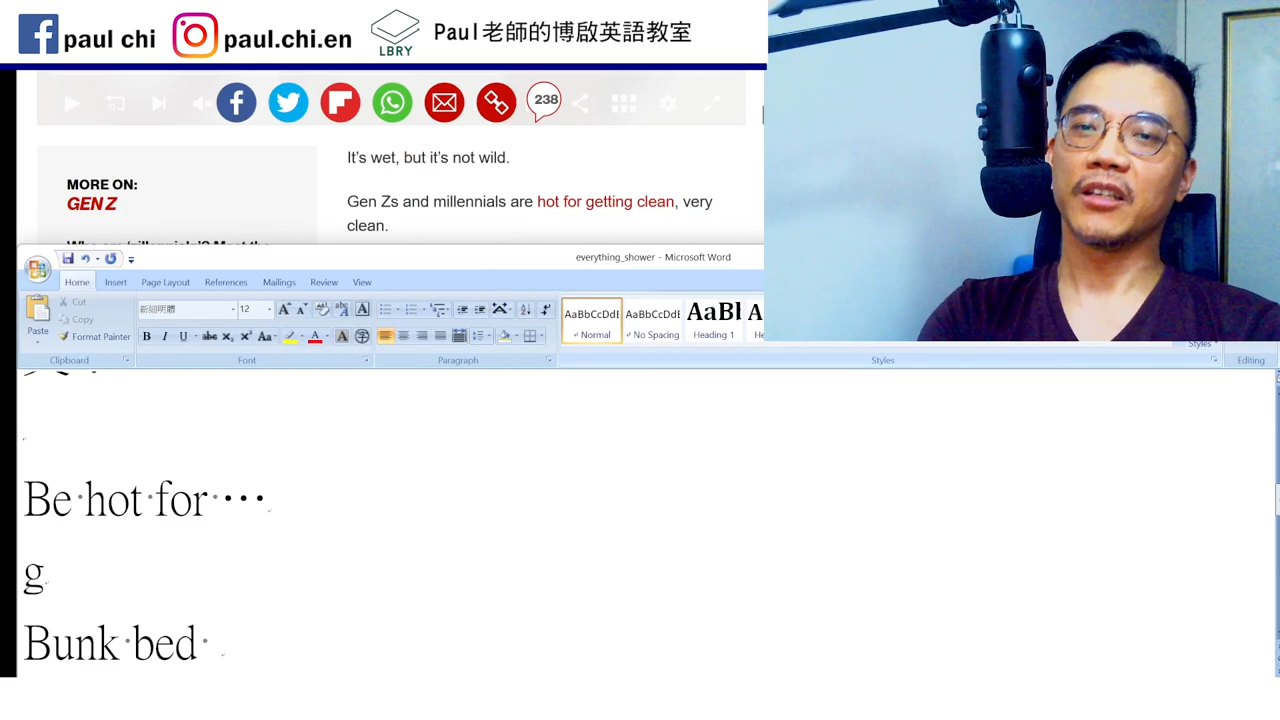 paul chi
paul.chi.en
LBRY
Paul老師的博啟英語教室
238
It's wet, but it's not wild.
MORE ON:
GEN Z
Gen Zs and millennials are hot for getting clean, very
clean.
everything_shower - Microsoft Word
Home Insert Page Layout References Mailings Review View
Cut
Copy
Paste
Format Painter
新細明體 12
AaBbCcDdE AaBbCcDdE AaBb
Normal No Spacing Heading 1
Styles
Clipboard Font Paragraph Styles Editing
Be hot for …
g
Bunk bed